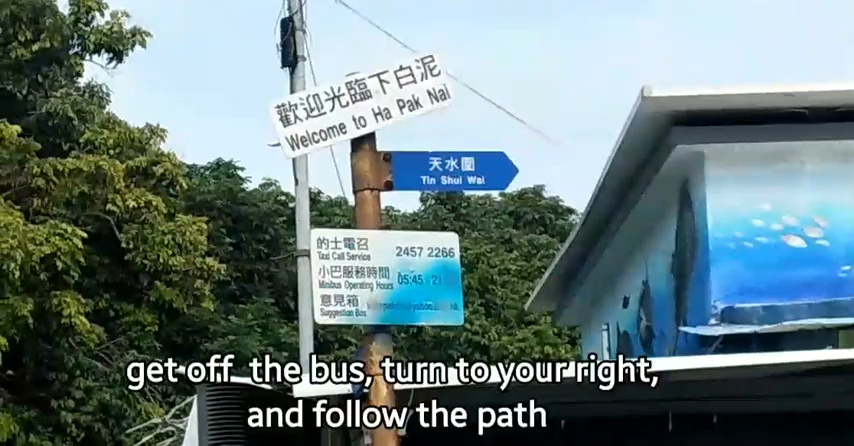 歡迎光臨下白泥
Welcome to Ha Pak Nai
天水圍
Tin Shui Wai
的士電召
Taxi Call Service
2457 2266
小巴服務時間
Minibus Operating Hours
05:45
意見箱
Suggestion Box
get off the bus, turn to your right,
and follow the path